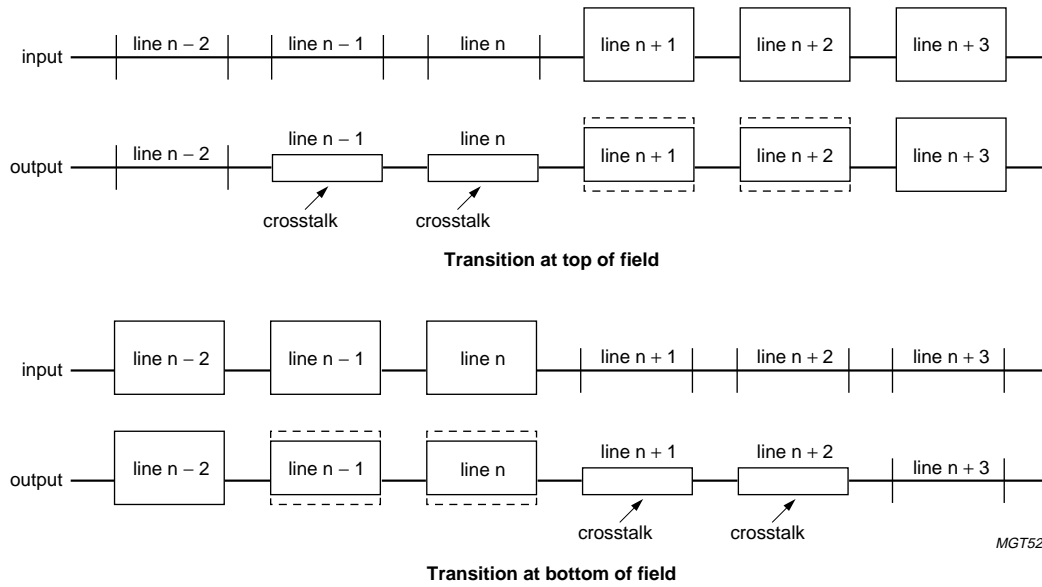 input line n − 2 line n − 1 line n line n + 1 line n + 2 line n + 3
output line n − 2 line n − 1 line n line n + 1 line n + 2 line n + 3
crosstalk crosstalk
Transition at top of field
input line n − 2 line n − 1 line n line n + 1 line n + 2 line n + 3
output line n − 2 line n − 1 line n line n + 1 line n + 2 line n + 3
crosstalk crosstalk
MGT52
Transition at bottom of field